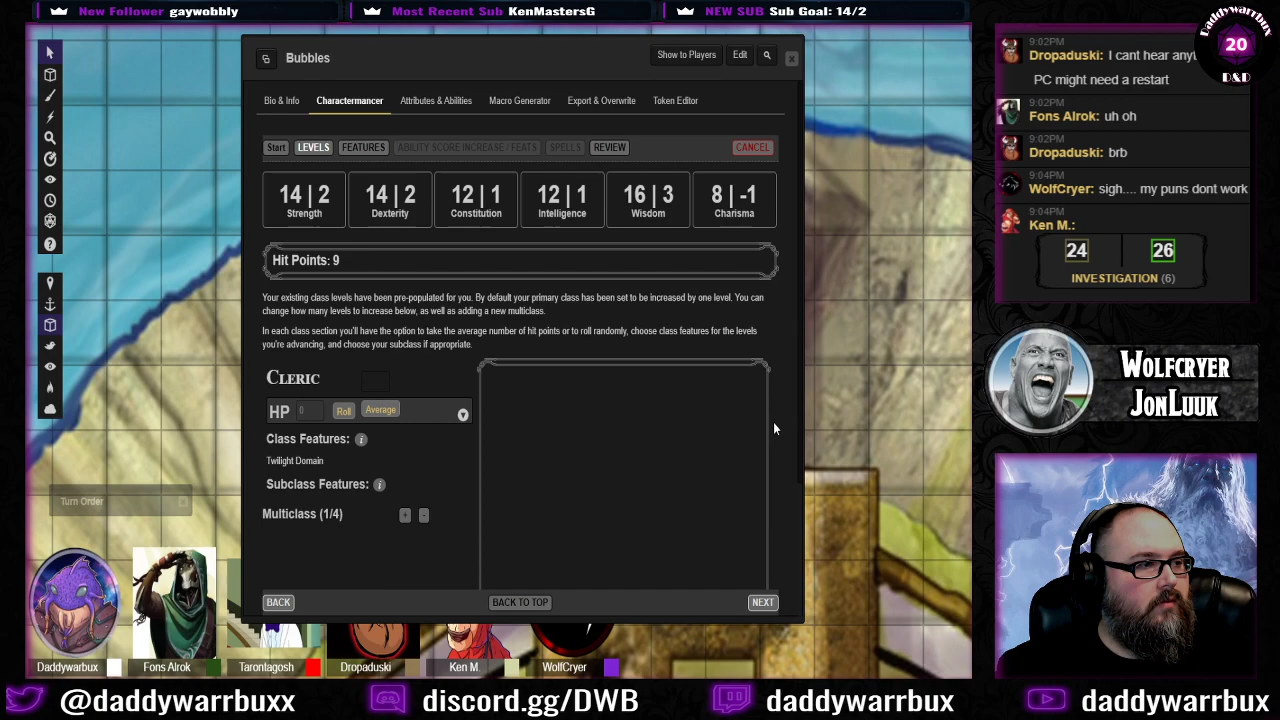 New Follower gaywobbly
Most Recent Sub KenMastersG
NEW SUB Sub Goal: 14/2
Bubbles
Show to Players
Edit
Bio & Info
Charactermancer
Attributes & Abilities
Macro Generator
Export & Overwrite
Token Editor
Start
LEVELS
FEATURES
ABILITY SCORE INCREASE / FEATS
SPELLS
REVIEW
CANCEL
14 | 2
Strength
14 | 2
Dexterity
12 | 1
Constitution
12 | 1
Intelligence
16 | 3
Wisdom
8 | -1
Charisma
Hit Points: 9
Your existing class levels have been pre-populated for you. By default your primary class has been set to be increased by one level. You can
change how many levels to increase below, as well as adding a new multiclass.
In each class section you'll have the option to take the average number of hit points or to roll randomly, choose class features for the levels
you're advancing, and choose your subclass if appropriate.
Cleric
HP 0 Roll Average
Class Features:
Twilight Domain
Subclass Features:
Multiclass (1/4) + -
BACK
BACK TO TOP
NEXT
Turn Order
Daddywarbux
Fons Alrok
Tarontagosh
Dropaduski
Ken M.
WolfCryer
9:02PM
Dropaduski: I cant hear
PC might need a restart
9:02PM
Fons Alrok: uh oh
9:02PM
Dropaduski: brb
9:04PM
WolfCryer: sigh.... my puns dont work
9:04PM
Ken M.:
24 26
INVESTIGATION (6)
Daddywarrbux
20
D&D
WOLFCRYER
JONLUUK
@daddywarrbuxx
discord.gg/DWB
daddywarrbux
daddywarrbux